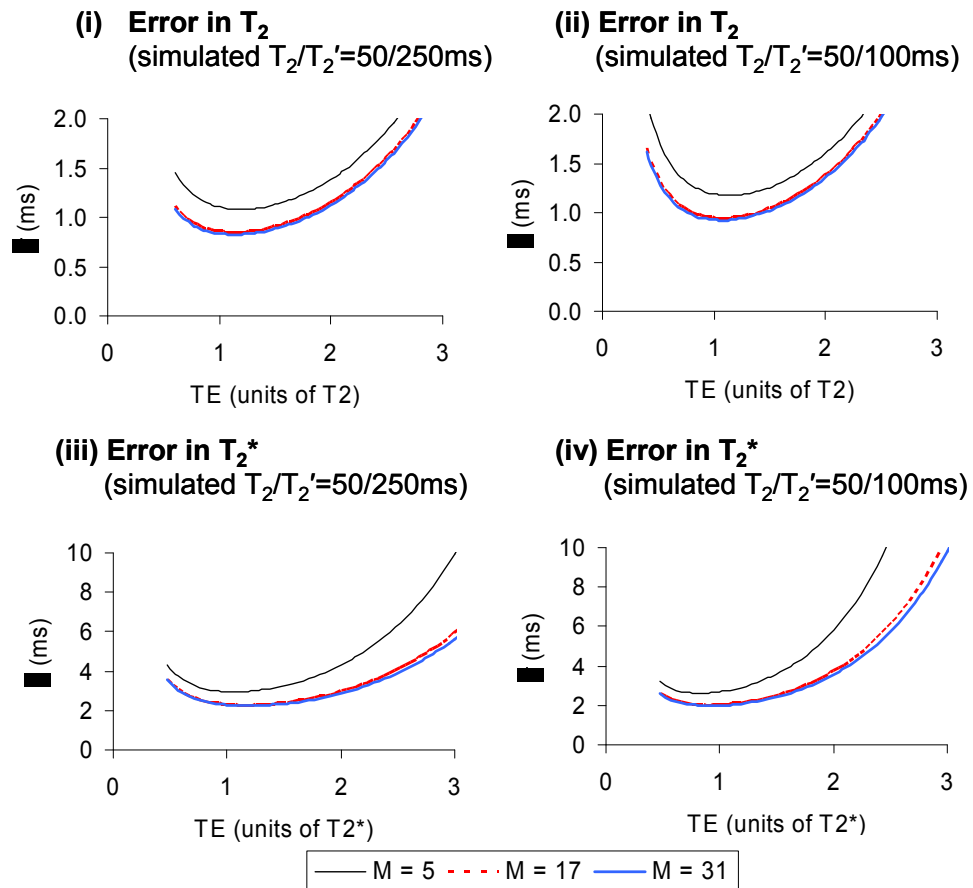 (i) Error in T₂
(simulated T₂/T₂′=50/250ms)
(ii) Error in T₂
(simulated T₂/T₂′=50/100ms)
2.0
1.5
1.0
0.5
0.0
(ms)
0 1 2 3
TE (units of T2)
2.0
1.5
1.0
0.5
0.0
(ms)
0 1 2 3
TE (units of T2)
(iii) Error in T₂*
(simulated T₂/T₂′=50/250ms)
(iv) Error in T₂*
(simulated T₂/T₂′=50/100ms)
10
8
6
4
2
0
(ms)
0 1 2 3
TE (units of T2*)
10
8
6
4
2
0
(ms)
0 1 2 3
TE (units of T2*)
M = 5 M = 17 M = 31